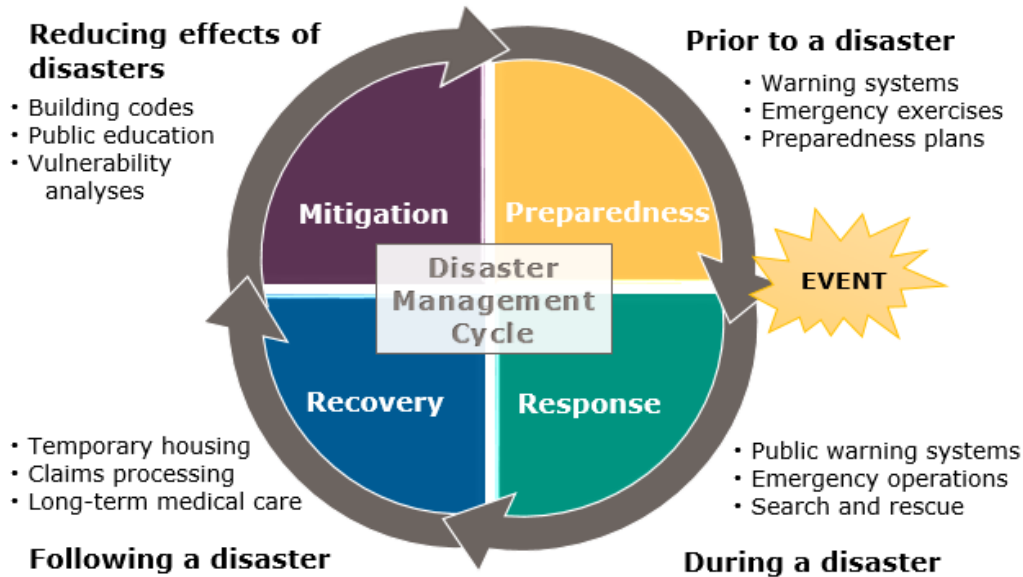 Reducing effects of
disasters
• Building codes
• Public education
• Vulnerability
analyses
Prior to a disaster
• Warning systems
• Emergency exercises
• Preparedness plans
Mitigation
Preparedness
Disaster
Management
Cycle
EVENT
Recovery
Response
• Temporary housing
• Claims processing
• Long-term medical care
Following a disaster
• Public warning systems
• Emergency operations
• Search and rescue
During a disaster